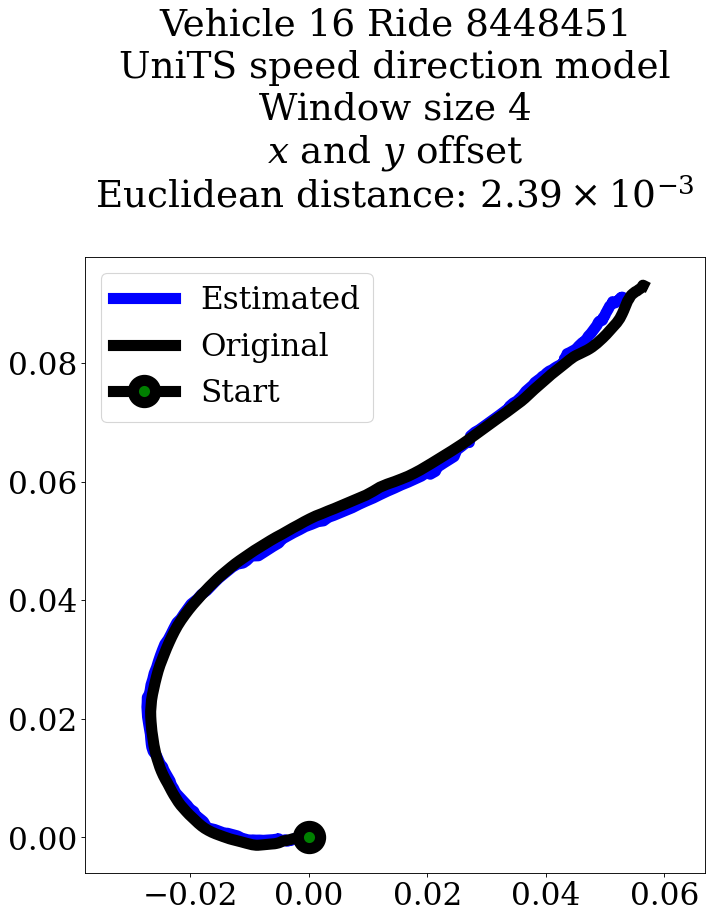 Vehicle 16 Ride 8448451
UniTS speed direction model
Window size 4
x and y offset
Euclidean distance: 2.39 × 10⁻³
Estimated
Original
Start
0.08
0.06
0.04
0.02
0.00
−0.02 0.00 0.02 0.04 0.06